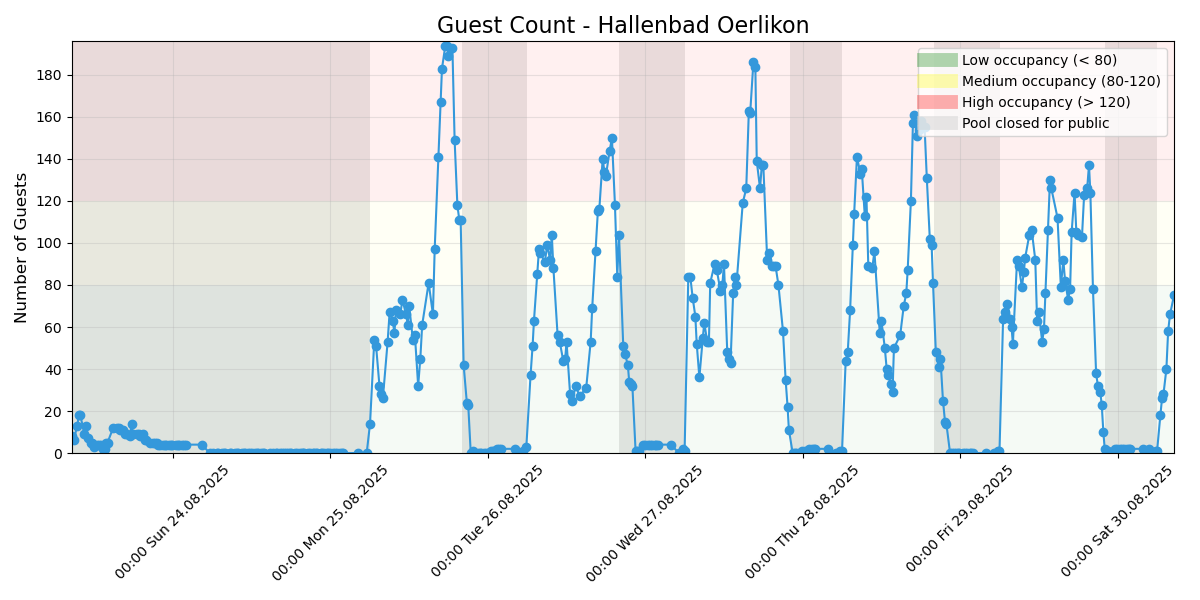 Guest Count - Hallenbad Oerlikon
Number of Guests
180
160
140
120
100
80
60
40
20
0
Low occupancy (< 80)
Medium occupancy (80-120)
High occupancy (> 120)
Pool closed for public
00:00 Sun 24.08.2025
00:00 Mon 25.08.2025
00:00 Tue 26.08.2025
00:00 Wed 27.08.2025
00:00 Thu 28.08.2025
00:00 Fri 29.08.2025
00:00 Sat 30.08.2025